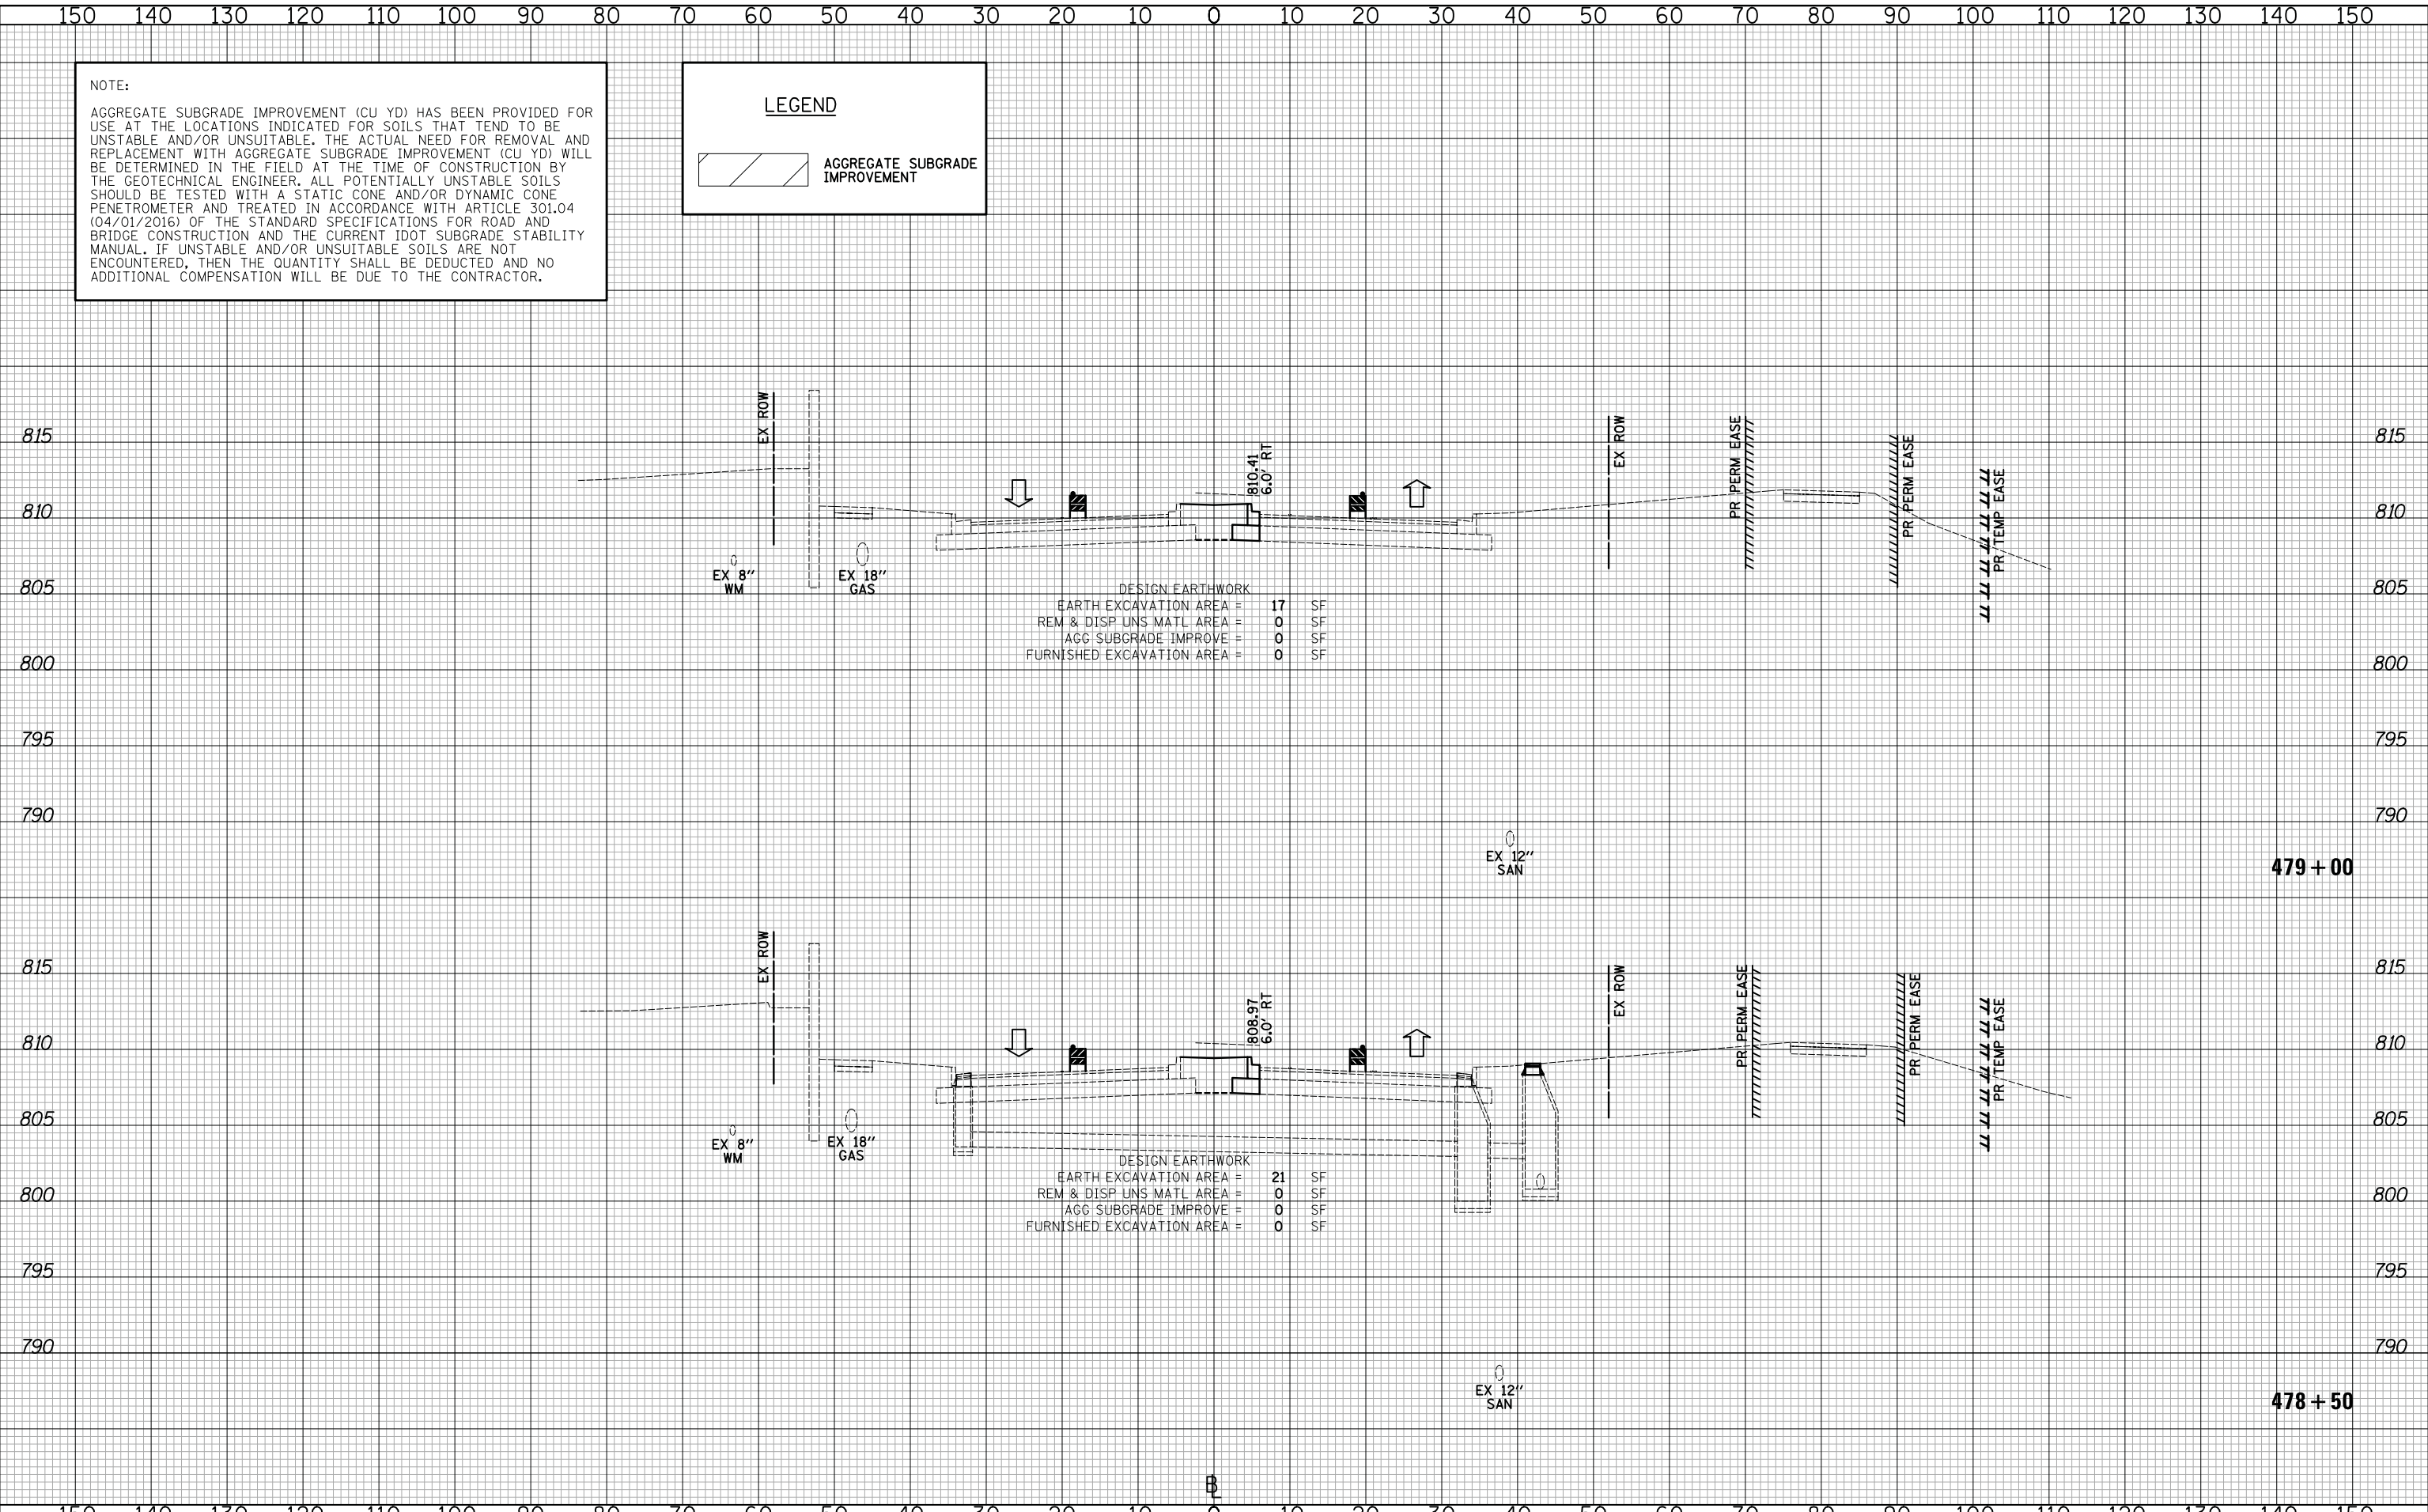 150 140 130 120 110 100 90 80 70 60 50 40 30 20 10 0 10 20 30 40 50 60 70 80 90 100 110 120 130 140 150
NOTE:
AGGREGATE SUBGRADE IMPROVEMENT (CU YD) HAS BEEN PROVIDED FOR
USE AT THE LOCATIONS INDICATED FOR SOILS THAT TEND TO BE
UNSTABLE AND/OR UNSUITABLE. THE ACTUAL NEED FOR REMOVAL AND
REPLACEMENT WITH AGGREGATE SUBGRADE IMPROVEMENT (CU YD) WILL
BE DETERMINED IN THE FIELD AT THE TIME OF CONSTRUCTION BY
THE GEOTECHNICAL ENGINEER. ALL POTENTIALLY UNSTABLE SOILS
SHOULD BE TESTED WITH A STATIC CONE AND/OR DYNAMIC CONE
PENETROMETER AND TREATED IN ACCORDANCE WITH ARTICLE 301.04
(04/01/2016) OF THE STANDARD SPECIFICATIONS FOR ROAD AND
BRIDGE CONSTRUCTION AND THE CURRENT IDOT SUBGRADE STABILITY
MANUAL. IF UNSTABLE AND/OR UNSUITABLE SOILS ARE NOT
ENCOUNTERED, THEN THE QUANTITY SHALL BE DEDUCTED AND NO
ADDITIONAL COMPENSATION WILL BE DUE TO THE CONTRACTOR.
LEGEND
AGGREGATE SUBGRADE
IMPROVEMENT
EX ROW
810.41
6.0' RT
EX ROW
PR PERM EASE
PR PERM EASE
PR TEMP EASE
815 815
810 810
805 805
800 800
795 795
790 790
EX 8"
WM
EX 18"
GAS
DESIGN EARTHWORK
EARTH EXCAVATION AREA = 17 SF
REM & DISP UNS MATL AREA = 0 SF
AGG SUBGRADE IMPROVE = 0 SF
FURNISHED EXCAVATION AREA = 0 SF
EX 12"
SAN
479+00
EX ROW
808.97
6.0' RT
EX ROW
PR PERM EASE
PR PERM EASE
PR TEMP EASE
815 815
810 810
805 805
800 800
795 795
790 790
EX 8"
WM
EX 18"
GAS
DESIGN EARTHWORK
EARTH EXCAVATION AREA = 21 SF
REM & DISP UNS MATL AREA = 0 SF
AGG SUBGRADE IMPROVE = 0 SF
FURNISHED EXCAVATION AREA = 0 SF
EX 12"
SAN
478+50
BL
150 140 130 120 110 100 90 80 70 60 50 40 30 20 10 0 10 20 30 40 50 60 70 80 90 100 110 120 130 140 150